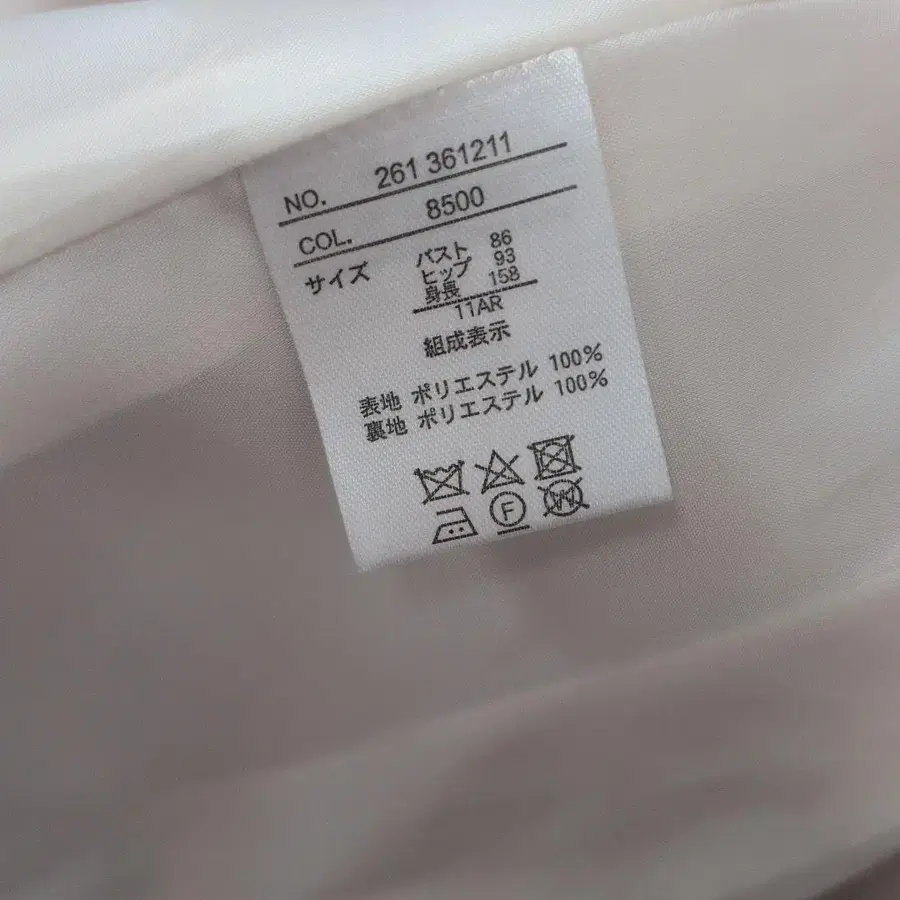 NO. 261 361211
COL. 8500
サイズ バスト 86
ヒップ 93
身長 158
11AR
組成表示
表地 ポリエステル 100%
裏地 ポリエステル 100%
F
W